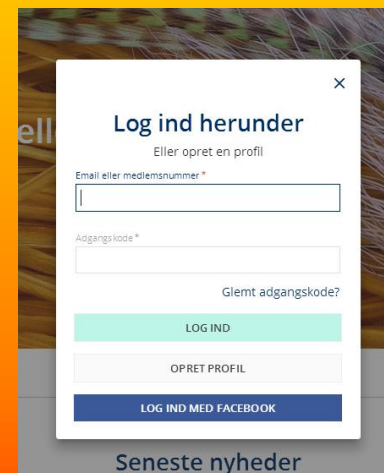 ell
Log ind herunder
Eller opret en profil
Email eller medlemsnummer *
Adgangskode *
Glemt adgangskode?
LOG IND
OPRET PROFIL
LOG IND MED FACEBOOK
Seneste nyheder